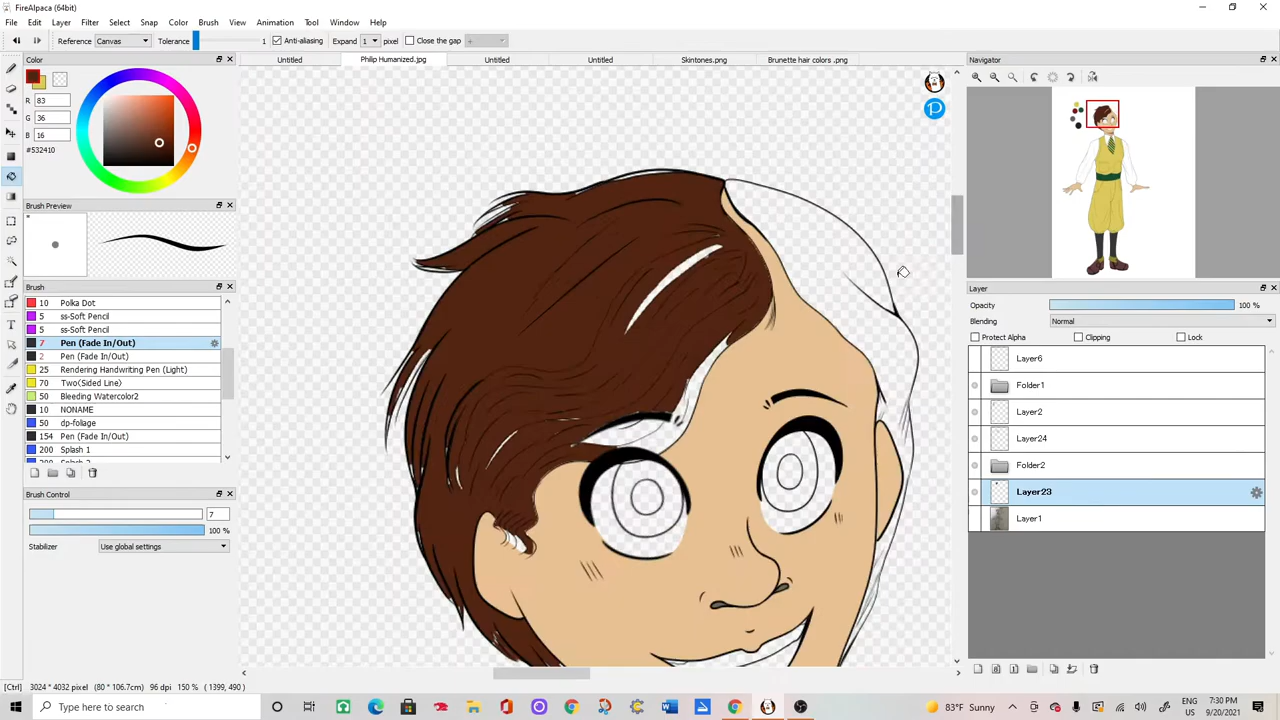 FireAlpaca (64bit)
File Edit Layer Filter Select Snap Color Brush View Animation Tool Window Help
Reference Canvas Tolerance 1 Anti-aliasing Expand 1 pixel Close the gap
Color
Untitled Philip Humanized.jpg Untitled Untitled Skintones.png Brunette hair colors .png
Navigator
R 83
G 36
B 16
#532410
Brush Preview
Brush
10 Polka Dot
5 ss-Soft Pencil
5 ss-Soft Pencil
7 Pen (Fade In/Out)
2 Pen (Fade In/Out)
25 Rendering Handwriting Pen (Light)
70 Two(Sided Line)
50 Bleeding Watercolor2
10 NONAME
50 dp-foliage
154 Pen (Fade In/Out)
200 Splash 1
Brush Control
7
100 %
Stabilizer Use global settings
Layer
Opacity 100 %
Blending Normal
Protect Alpha Clipping Lock
Layer6
Folder1
Layer2
Layer24
Folder2
Layer23
Layer1
[Ctrl] 3024 * 4032 pixel (80 * 106.7cm) 96 dpi 150 % ( 1399, 490 )
Type here to search
83°F Sunny
ENG
US
7:30 PM
9/20/2021